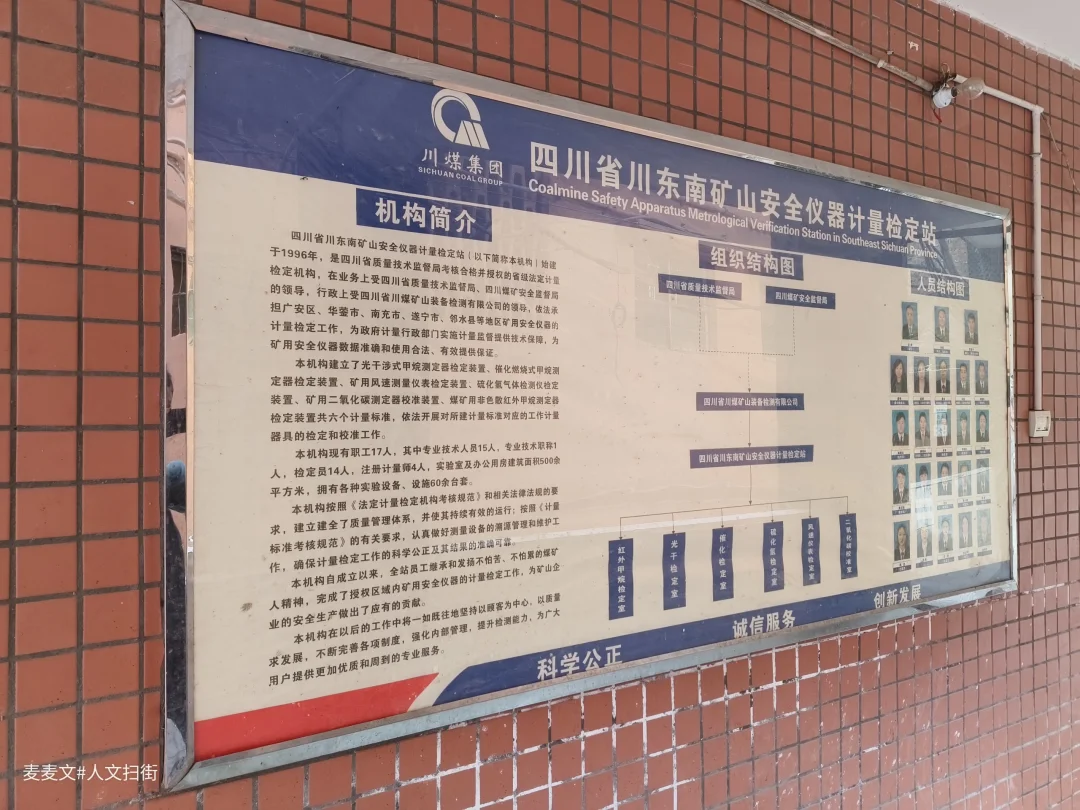 川煤集团
SICHUAN COAL GROUP
四川省川东南矿山安全仪器计量检定站
Coalmine Safety Apparatus Metrological Verification Station in Southeast Sichuan Province
机构简介
四川省川东南矿山安全仪器计量检定站（以下简称本机构）始建
于1996年，是四川省质量技术监督局考核合格并授权的省级法定计量
检定机构，在业务上受四川省质量技术监督局、四川煤矿安全监督局
的领导，行政上受四川省川煤矿山装备检测有限公司的领导，依法承
担广安区、华蓥市、南充市、遂宁市、邻水县等地区矿用安全仪器的
计量检定工作，为政府计量行政部门实施计量监督提供技术保障，为
矿用安全仪器数据准确和使用合法、有效提供保证。
本机构建立了光干涉式甲烷测定器检定装置、催化燃烧式甲烷测
定器检定装置、矿用风速测量仪表检定装置、硫化氢气体检测仪检定
装置、矿用二氧化碳测定器校准装置、煤矿用非色散红外甲烷测定器
检定装置共六个计量标准，依法开展对所建计量标准对应的工作计量
器具的检定和校准工作。
本机构现有职工17人，其中专业技术人员15人，专业技术职称1
人，检定员14人，注册计量师4人，实验室及办公用房建筑面积500余
平方米，拥有各种实验设备、设施60余台套。
本机构按照《法定计量检定机构考核规范》和相关法律法规的要
求，建立建全了质量管理体系，并使其持续有效的运行；按照《计量
标准考核规范》的有关要求，认真做好测量设备的溯源管理和维护工
作，确保计量检定工作的科学公正及其结果的准确可靠。
本机构自成立以来，全站员工继承和发扬不怕苦、不怕累的煤矿
人精神，完成了授权区域内矿用安全仪器的计量检定工作，为矿山企
业的安全生产做出了应有的贡献。
本机构在以后的工作中将一如既往地坚持以顾客为中心、以质量
求发展，不断完善各项制度，强化内部管理，提升检测能力，为广大
用户提供更加优质和周到的专业服务。
组织结构图
四川省质量技术监督局
四川煤矿安全监督局
四川省川煤矿山装备检测有限公司
四川省川东南矿山安全仪器计量检定站
红外甲烷检定室
光干检定室
催化检定室
硫化氢检定室
风速仪表检定室
二氧化碳校准室
人员结构图
科学公正
诚信服务
创新发展
麦麦文#人文扫街